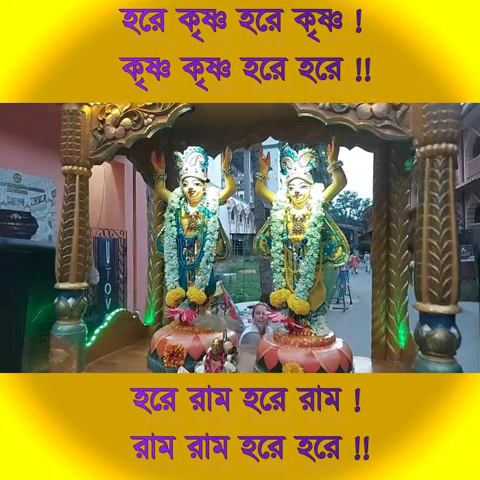 হরে কৃষ্ণ হরে কৃষ্ণ !
কৃষ্ণ কৃষ্ণ হরে হরে !!
হরে রাম হরে রাম !
রাম রাম হরে হরে !!